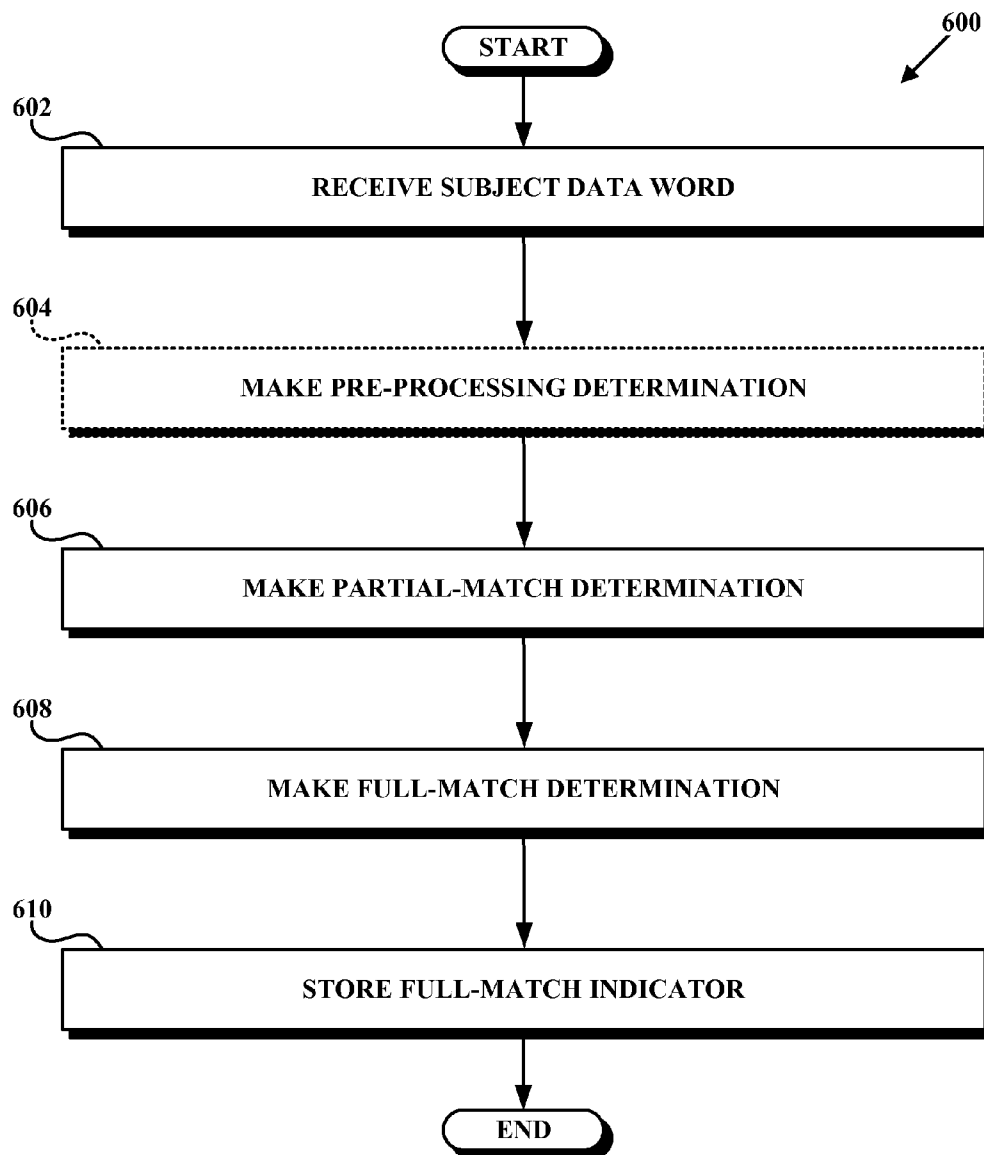 600
START
602
RECEIVE SUBJECT DATA WORD
604
MAKE PRE-PROCESSING DETERMINATION
606
MAKE PARTIAL-MATCH DETERMINATION
608
MAKE FULL-MATCH DETERMINATION
610
STORE FULL-MATCH INDICATOR
END